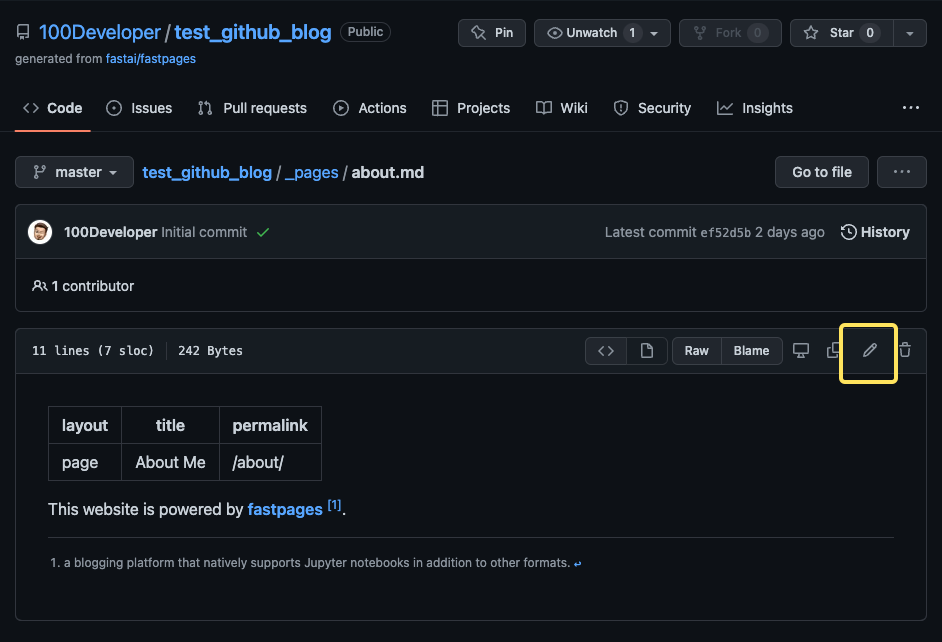 100Developer / test_github_blog Public
Pin Unwatch 1 Fork 0 Star 0
generated from fastai/fastpages
Code Issues Pull requests Actions Projects Wiki Security Insights ...
master test_github_blog / _pages / about.md Go to file ...
100Developer Initial commit Latest commit ef52d5b 2 days ago History
1 contributor
11 lines (7 sloc) 242 Bytes <> Raw Blame
layout title permalink
page About Me /about/
This website is powered by fastpages [1].
1. a blogging platform that natively supports Jupyter notebooks in addition to other formats. ↩